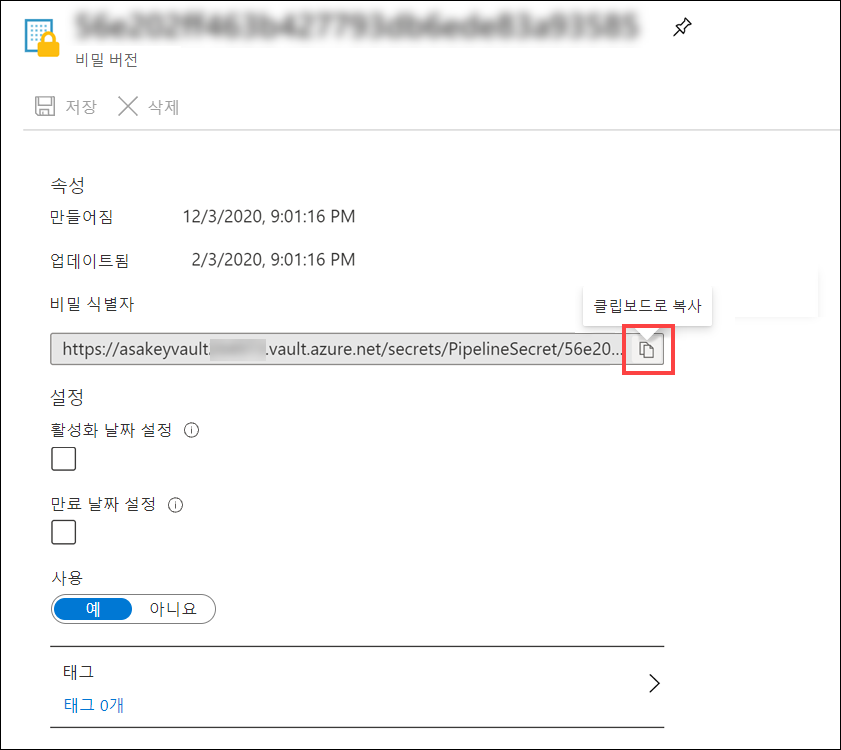 비밀 버전
저장 삭제
속성
만들어짐 12/3/2020, 9:01:16 PM
업데이트됨 2/3/2020, 9:01:16 PM
비밀 식별자
클립보드로 복사
https://asakeyvault .vault.azure.net/secrets/PipelineSecret/56e20...
설정
활성화 날짜 설정
만료 날짜 설정
사용
예 아니요
태그
태그 0개